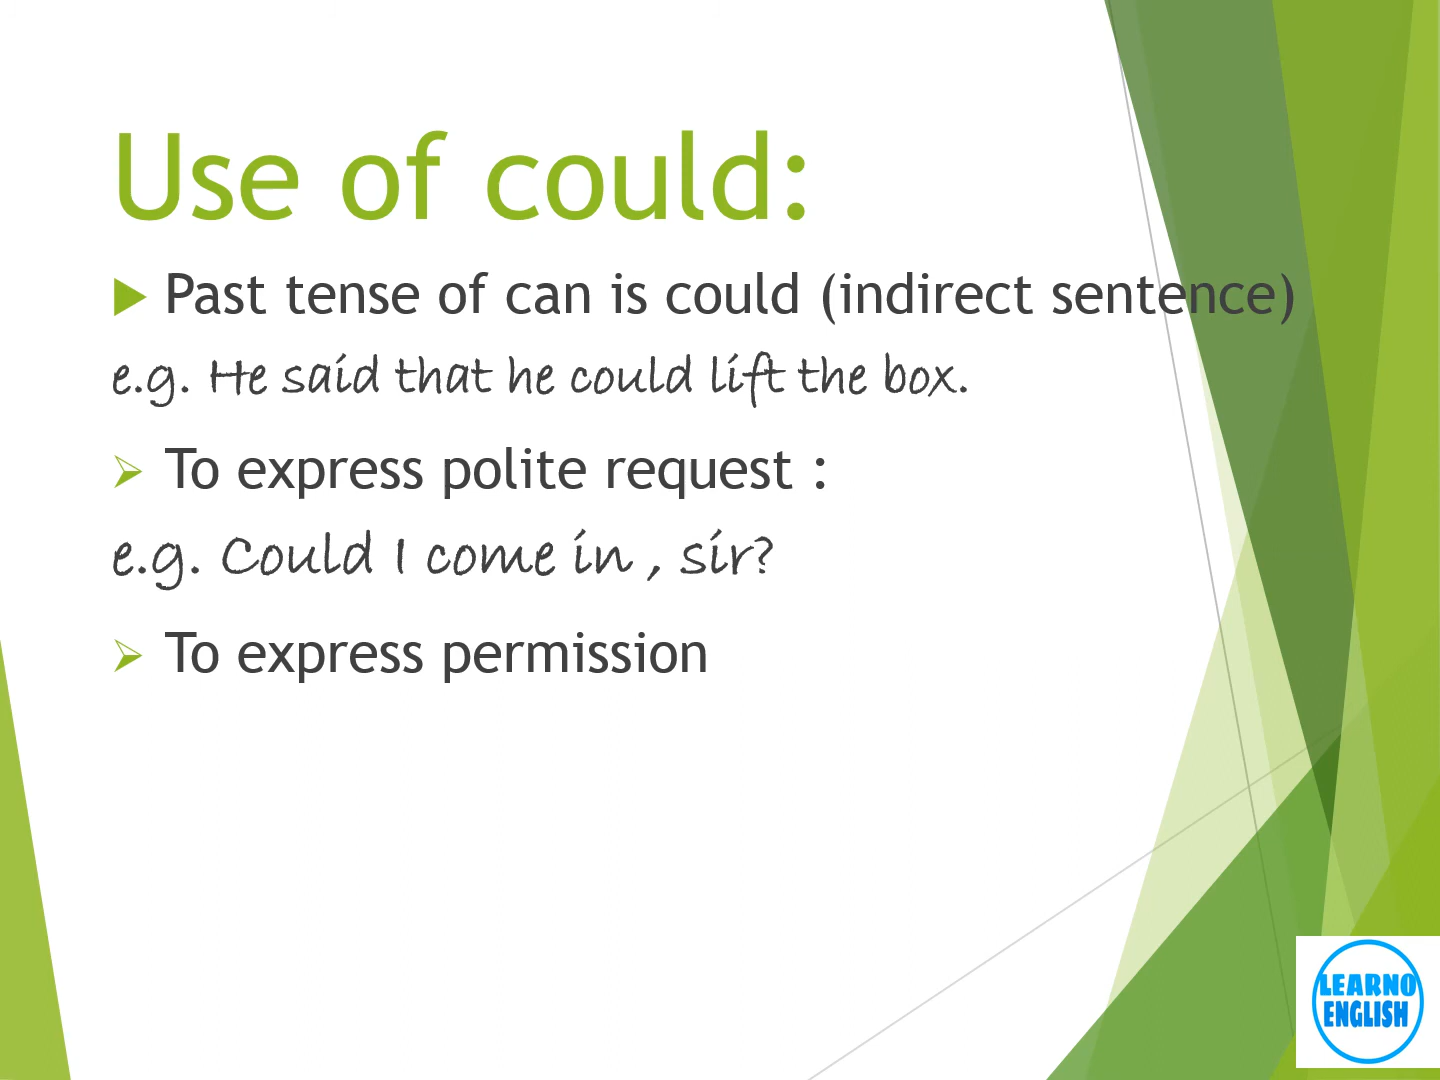 Use of could:
Past tense of can is could (indirect sentence)
e.g. He said that he could lift the box.
To express polite request :
e.g. Could I come in , sir?
To express permission
LEARNO
ENGLISH